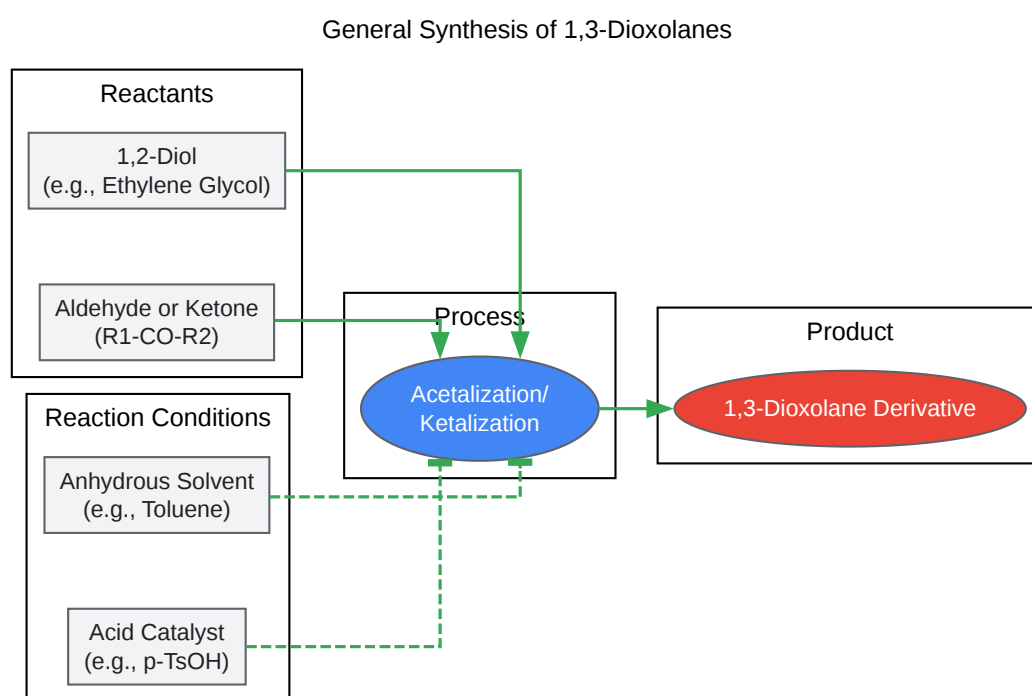 General Synthesis of 1,3-Dioxolanes
Reactants
1,2-Diol
(e.g., Ethylene Glycol)
Aldehyde or Ketone
(R1-CO-R2)
Reaction Conditions
Anhydrous Solvent
(e.g., Toluene)
Acid Catalyst
(e.g., p-TsOH)
Process
Acetalization/
Ketalization
Product
1,3-Dioxolane Derivative